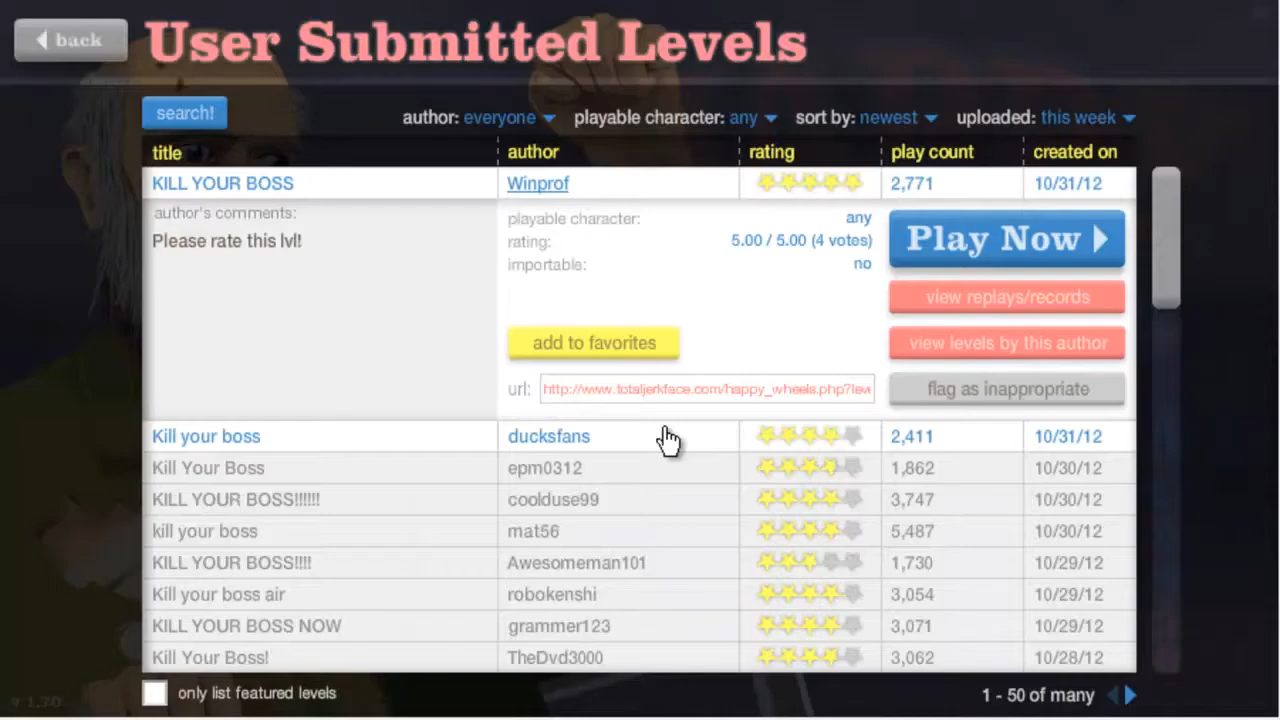 back
User Submitted Levels
search!
author: everyone playable character: any sort by: newest uploaded: this week
title author rating play count created on
KILL YOUR BOSS Winprof 2,771 10/31/12
author's comments:
Please rate this lvl!
playable character: any
rating: 5.00 / 5.00 (4 votes)
importable: no
Play Now
view replays/records
add to favorites
view levels by this author
url: http://www.totaljerkface.com/happy_wheels.php?lev
flag as inappropriate
Kill your boss ducksfans 2,411 10/31/12
Kill Your Boss epm0312 1,862 10/30/12
KILL YOUR BOSS!!!!!! coolduse99 3,747 10/30/12
kill your boss mat56 5,487 10/30/12
KILL YOUR BOSS!!!! Awesomeman101 1,730 10/29/12
Kill your boss air robokenshi 3,054 10/29/12
KILL YOUR BOSS NOW grammer123 3,071 10/29/12
Kill Your Boss! TheDvd3000 3,062 10/28/12
only list featured levels
1 - 50 of many
v 1.70